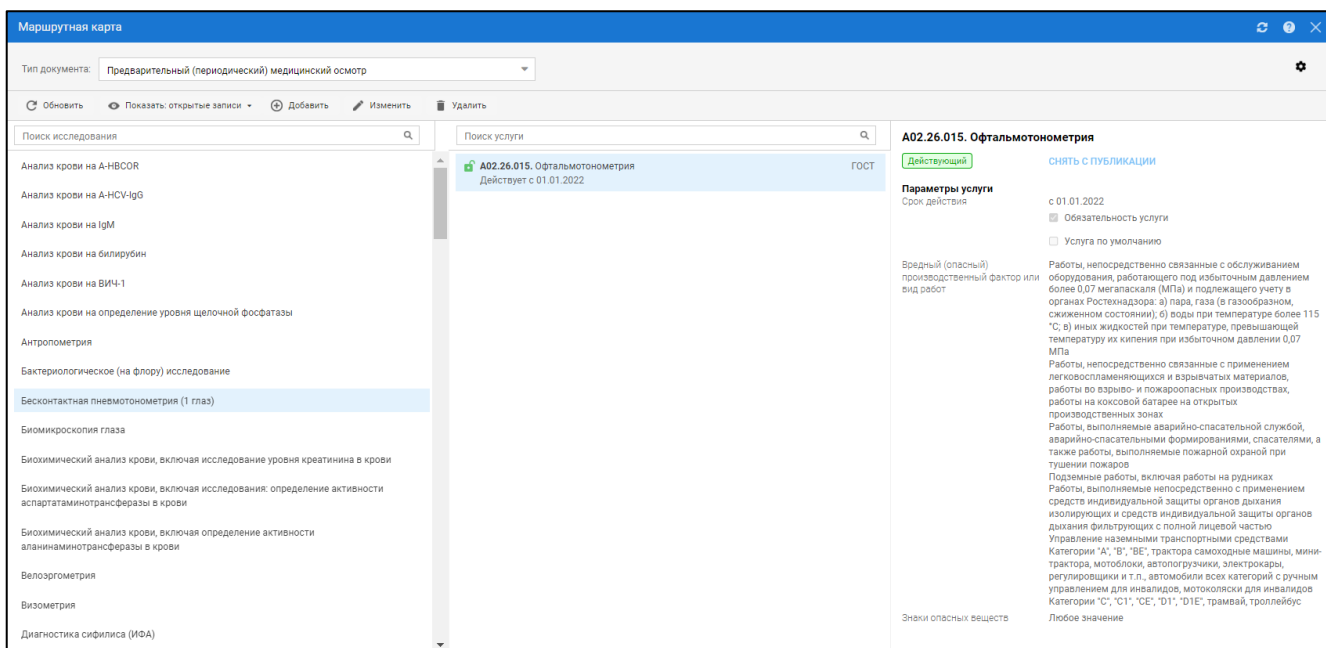 Маршрутная карта
Тип документа: Предварительный (периодический) медицинский осмотр
Обновить Показать: открытые записи Добавить Изменить Удалить
Поиск исследования
Анализ крови на A-HBCOR
Анализ крови на A-HCV-IgG
Анализ крови на IgM
Анализ крови на билирубин
Анализ крови на ВИЧ-1
Анализ крови на определение уровня щелочной фосфатазы
Антропометрия
Бактериологическое (на флору) исследование
Бесконтактная пневмотонометрия (1 глаз)
Биомикроскопия глаза
Биохимический анализ крови, включая исследование уровня креатинина в крови
Биохимический анализ крови, включая исследования: определение активности
аспартатаминотрансферазы в крови
Биохимический анализ крови, включая определение активности
аланинаминотрансферазы в крови
Велоэргометрия
Визометрия
Диагностика сифилиса (ИФА)
Поиск услуги
A02.26.015. Офтальмотонометрия ГОСТ
Действует с 01.01.2022
A02.26.015. Офтальмотонометрия
Действующий СНЯТЬ С ПУБЛИКАЦИИ
Параметры услуги
Срок действия с 01.01.2022
Обязательность услуги
Услуга по умолчанию
Вредный (опасный)
производственный фактор или
вид работ
Работы, непосредственно связанные с обслуживанием
оборудования, работающего под избыточным давлением
более 0,07 мегапаскаля (МПа) и подлежащего учету в
органах Ростехнадзора: а) пара, газа (в газообразном,
сжиженном состоянии); б) воды при температуре более 115
°С; в) иных жидкостей при температуре, превышающей
температуру их кипения при избыточном давлении 0,07
МПа
Работы, непосредственно связанные с применением
легковоспламеняющихся и взрывчатых материалов,
работы во взрыво- и пожароопасных производствах,
работы на коксовой батарее на открытых
производственных зонах
Работы, выполняемые аварийно-спасательной службой,
аварийно-спасательными формированиями, спасателями, а
также работы, выполняемые пожарной охраной при
тушении пожаров
Подземные работы, включая работы на рудниках
Работы, выполняемые непосредственно с применением
средств индивидуальной защиты органов дыхания
изолирующих и средств индивидуальной защиты органов
дыхания фильтрующих с полной лицевой частью
Управление наземными транспортными средствами
Категории "A", "B", "BE", трактора самоходные машины, мини-
трактора, мотоблоки, автопогрузчики, электрокары,
регулировщики и т.п., автомобили всех категорий с ручным
управлением для инвалидов, мотоколяски для инвалидов
Категории "C", "C1", "CE", "D1", "D1E", трамвай, троллейбус
Знаки опасных веществ Любое значение